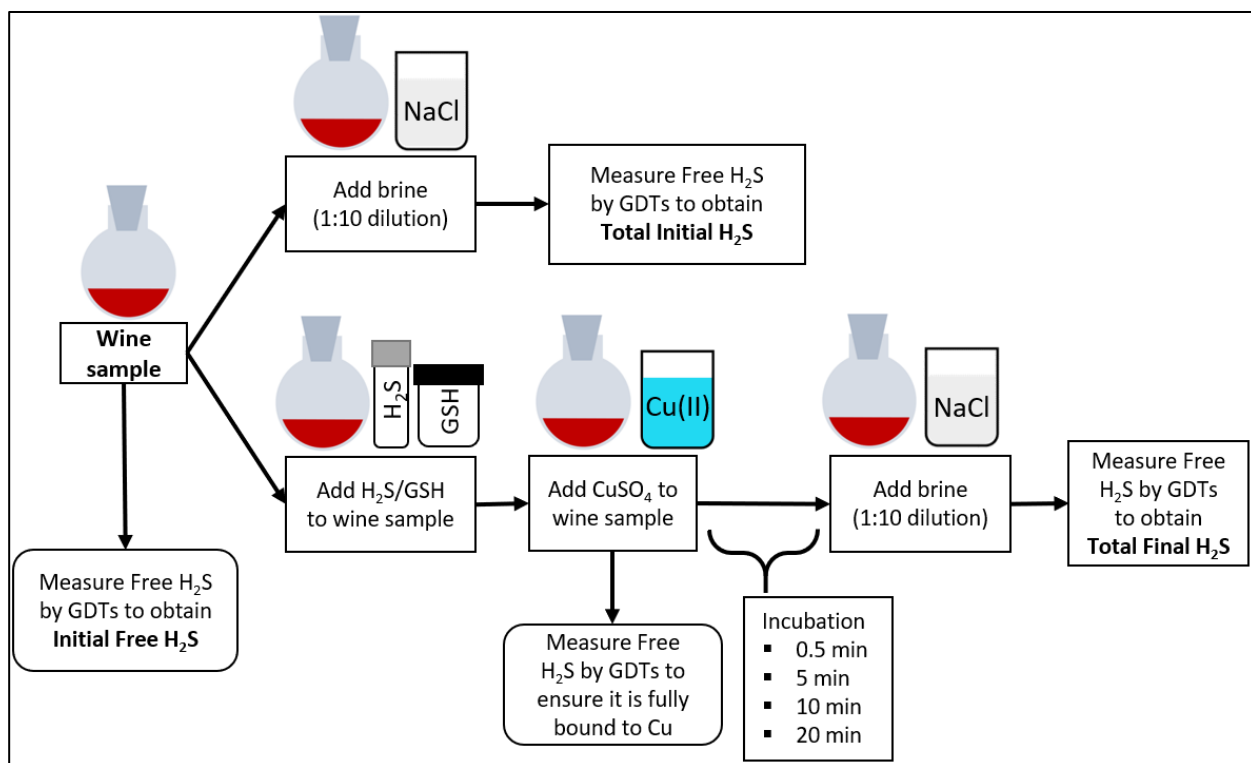 NaCl
Add brine
(1:10 dilution)
Measure Free H₂S
by GDTs to obtain
Total Initial H₂S
Wine
sample
Measure Free H₂S
by GDTs to obtain
Initial Free H₂S
H₂S
GSH
Add H₂S/GSH
to wine sample
Cu(II)
Add CuSO₄ to
wine sample
Measure Free
H₂S by GDTs to
ensure it is fully
bound to Cu
Incubation
▪ 0.5 min
▪ 5 min
▪ 10 min
▪ 20 min
NaCl
Add brine
(1:10 dilution)
Measure Free
H₂S by GDTs
to obtain
Total Final H₂S